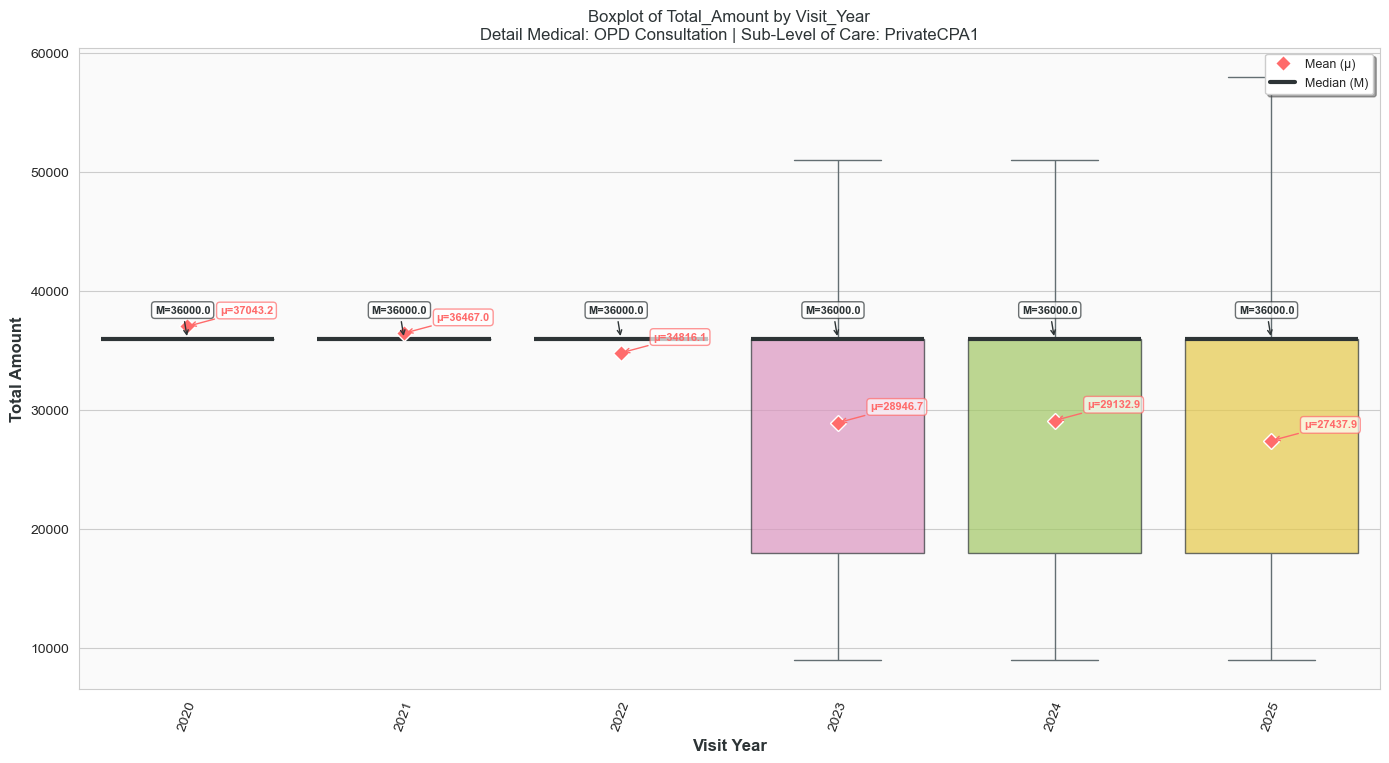 Boxplot of Total_Amount by Visit_Year
Detail Medical: OPD Consultation | Sub-Level of Care: PrivateCPA1
Mean (μ)
Median (M)
Total Amount
60000
50000
40000
30000
20000
10000
M=36000.0
μ=37043.2
M=36000.0
μ=36467.0
M=36000.0
μ=34816.1
M=36000.0
μ=28946.7
M=36000.0
μ=29132.9
M=36000.0
μ=27437.9
2020
2021
2022
2023
2024
2025
Visit Year